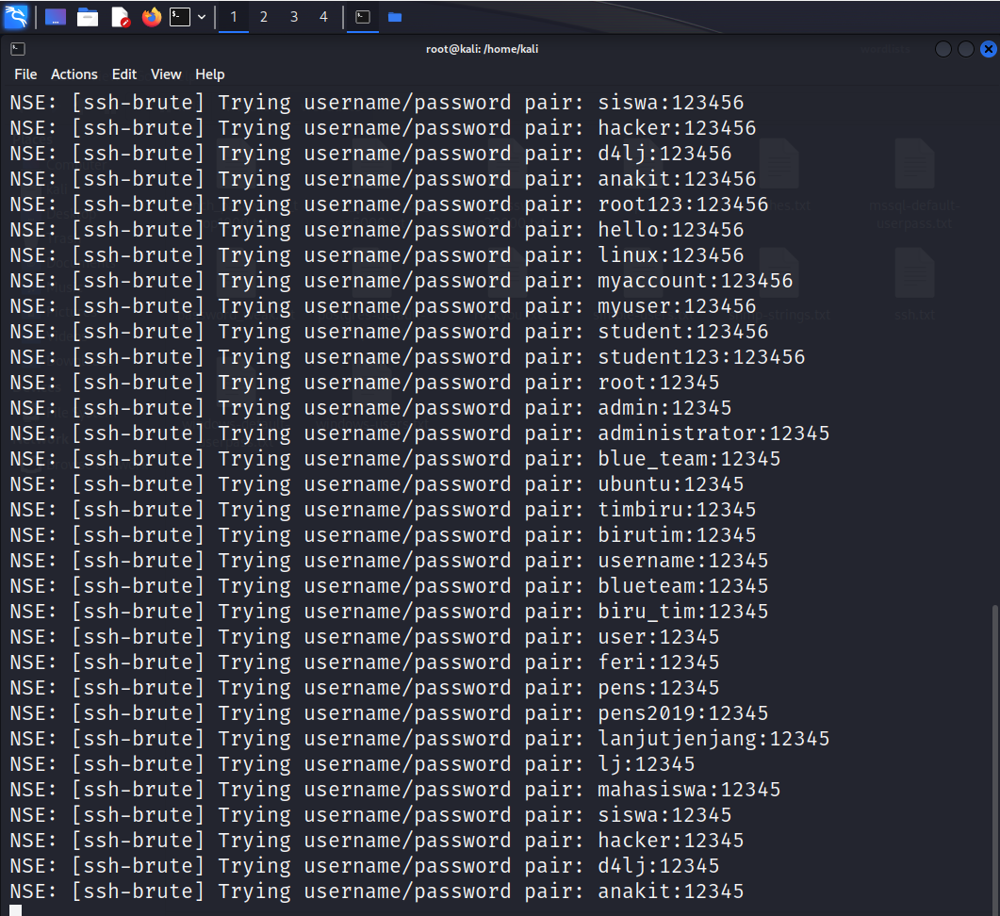 1 2 3 4
root@kali: /home/kali
File Actions Edit View Help
NSE: [ssh-brute] Trying username/password pair: siswa:123456
NSE: [ssh-brute] Trying username/password pair: hacker:123456
NSE: [ssh-brute] Trying username/password pair: d4lj:123456
NSE: [ssh-brute] Trying username/password pair: anakit:123456
NSE: [ssh-brute] Trying username/password pair: root123:123456
mssql-default-
userpass.txt
NSE: [ssh-brute] Trying username/password pair: hello:123456
NSE: [ssh-brute] Trying username/password pair: linux:123456
NSE: [ssh-brute] Trying username/password pair: myaccount:123456
NSE: [ssh-brute] Trying username/password pair: myuser:123456
ssh.txt
NSE: [ssh-brute] Trying username/password pair: student:123456
NSE: [ssh-brute] Trying username/password pair: student123:123456
NSE: [ssh-brute] Trying username/password pair: root:12345
NSE: [ssh-brute] Trying username/password pair: admin:12345
NSE: [ssh-brute] Trying username/password pair: administrator:12345
NSE: [ssh-brute] Trying username/password pair: blue_team:12345
NSE: [ssh-brute] Trying username/password pair: ubuntu:12345
NSE: [ssh-brute] Trying username/password pair: timbiru:12345
NSE: [ssh-brute] Trying username/password pair: birutim:12345
NSE: [ssh-brute] Trying username/password pair: username:12345
NSE: [ssh-brute] Trying username/password pair: blueteam:12345
NSE: [ssh-brute] Trying username/password pair: biru_tim:12345
NSE: [ssh-brute] Trying username/password pair: user:12345
NSE: [ssh-brute] Trying username/password pair: feri:12345
NSE: [ssh-brute] Trying username/password pair: pens:12345
NSE: [ssh-brute] Trying username/password pair: pens2019:12345
NSE: [ssh-brute] Trying username/password pair: lanjutjenjang:12345
NSE: [ssh-brute] Trying username/password pair: lj:12345
NSE: [ssh-brute] Trying username/password pair: mahasiswa:12345
NSE: [ssh-brute] Trying username/password pair: siswa:12345
NSE: [ssh-brute] Trying username/password pair: hacker:12345
NSE: [ssh-brute] Trying username/password pair: d4lj:12345
NSE: [ssh-brute] Trying username/password pair: anakit:12345